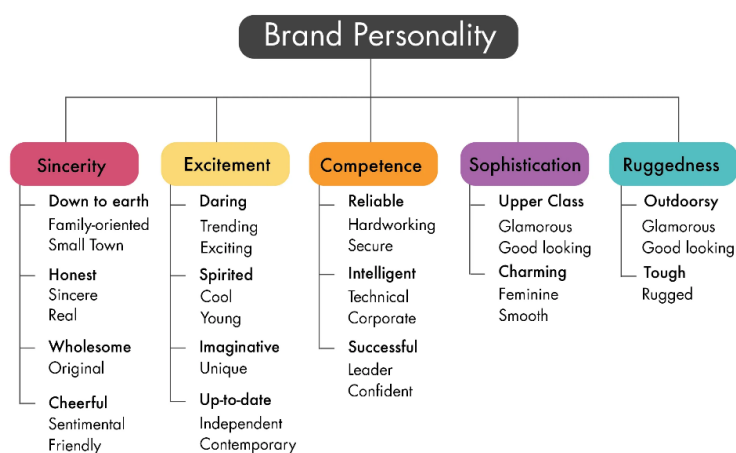 Brand Personality
Sincerity
Down to earth
Family-oriented
Small Town
Honest
Sincere
Real
Wholesome
Original
Cheerful
Sentimental
Friendly
Excitement
Daring
Trending
Exciting
Spirited
Cool
Young
Imaginative
Unique
Up-to-date
Independent
Contemporary
Competence
Reliable
Hardworking
Secure
Intelligent
Technical
Corporate
Successful
Leader
Confident
Sophistication
Upper Class
Glamorous
Good looking
Charming
Feminine
Smooth
Ruggedness
Outdoorsy
Glamorous
Good looking
Tough
Rugged